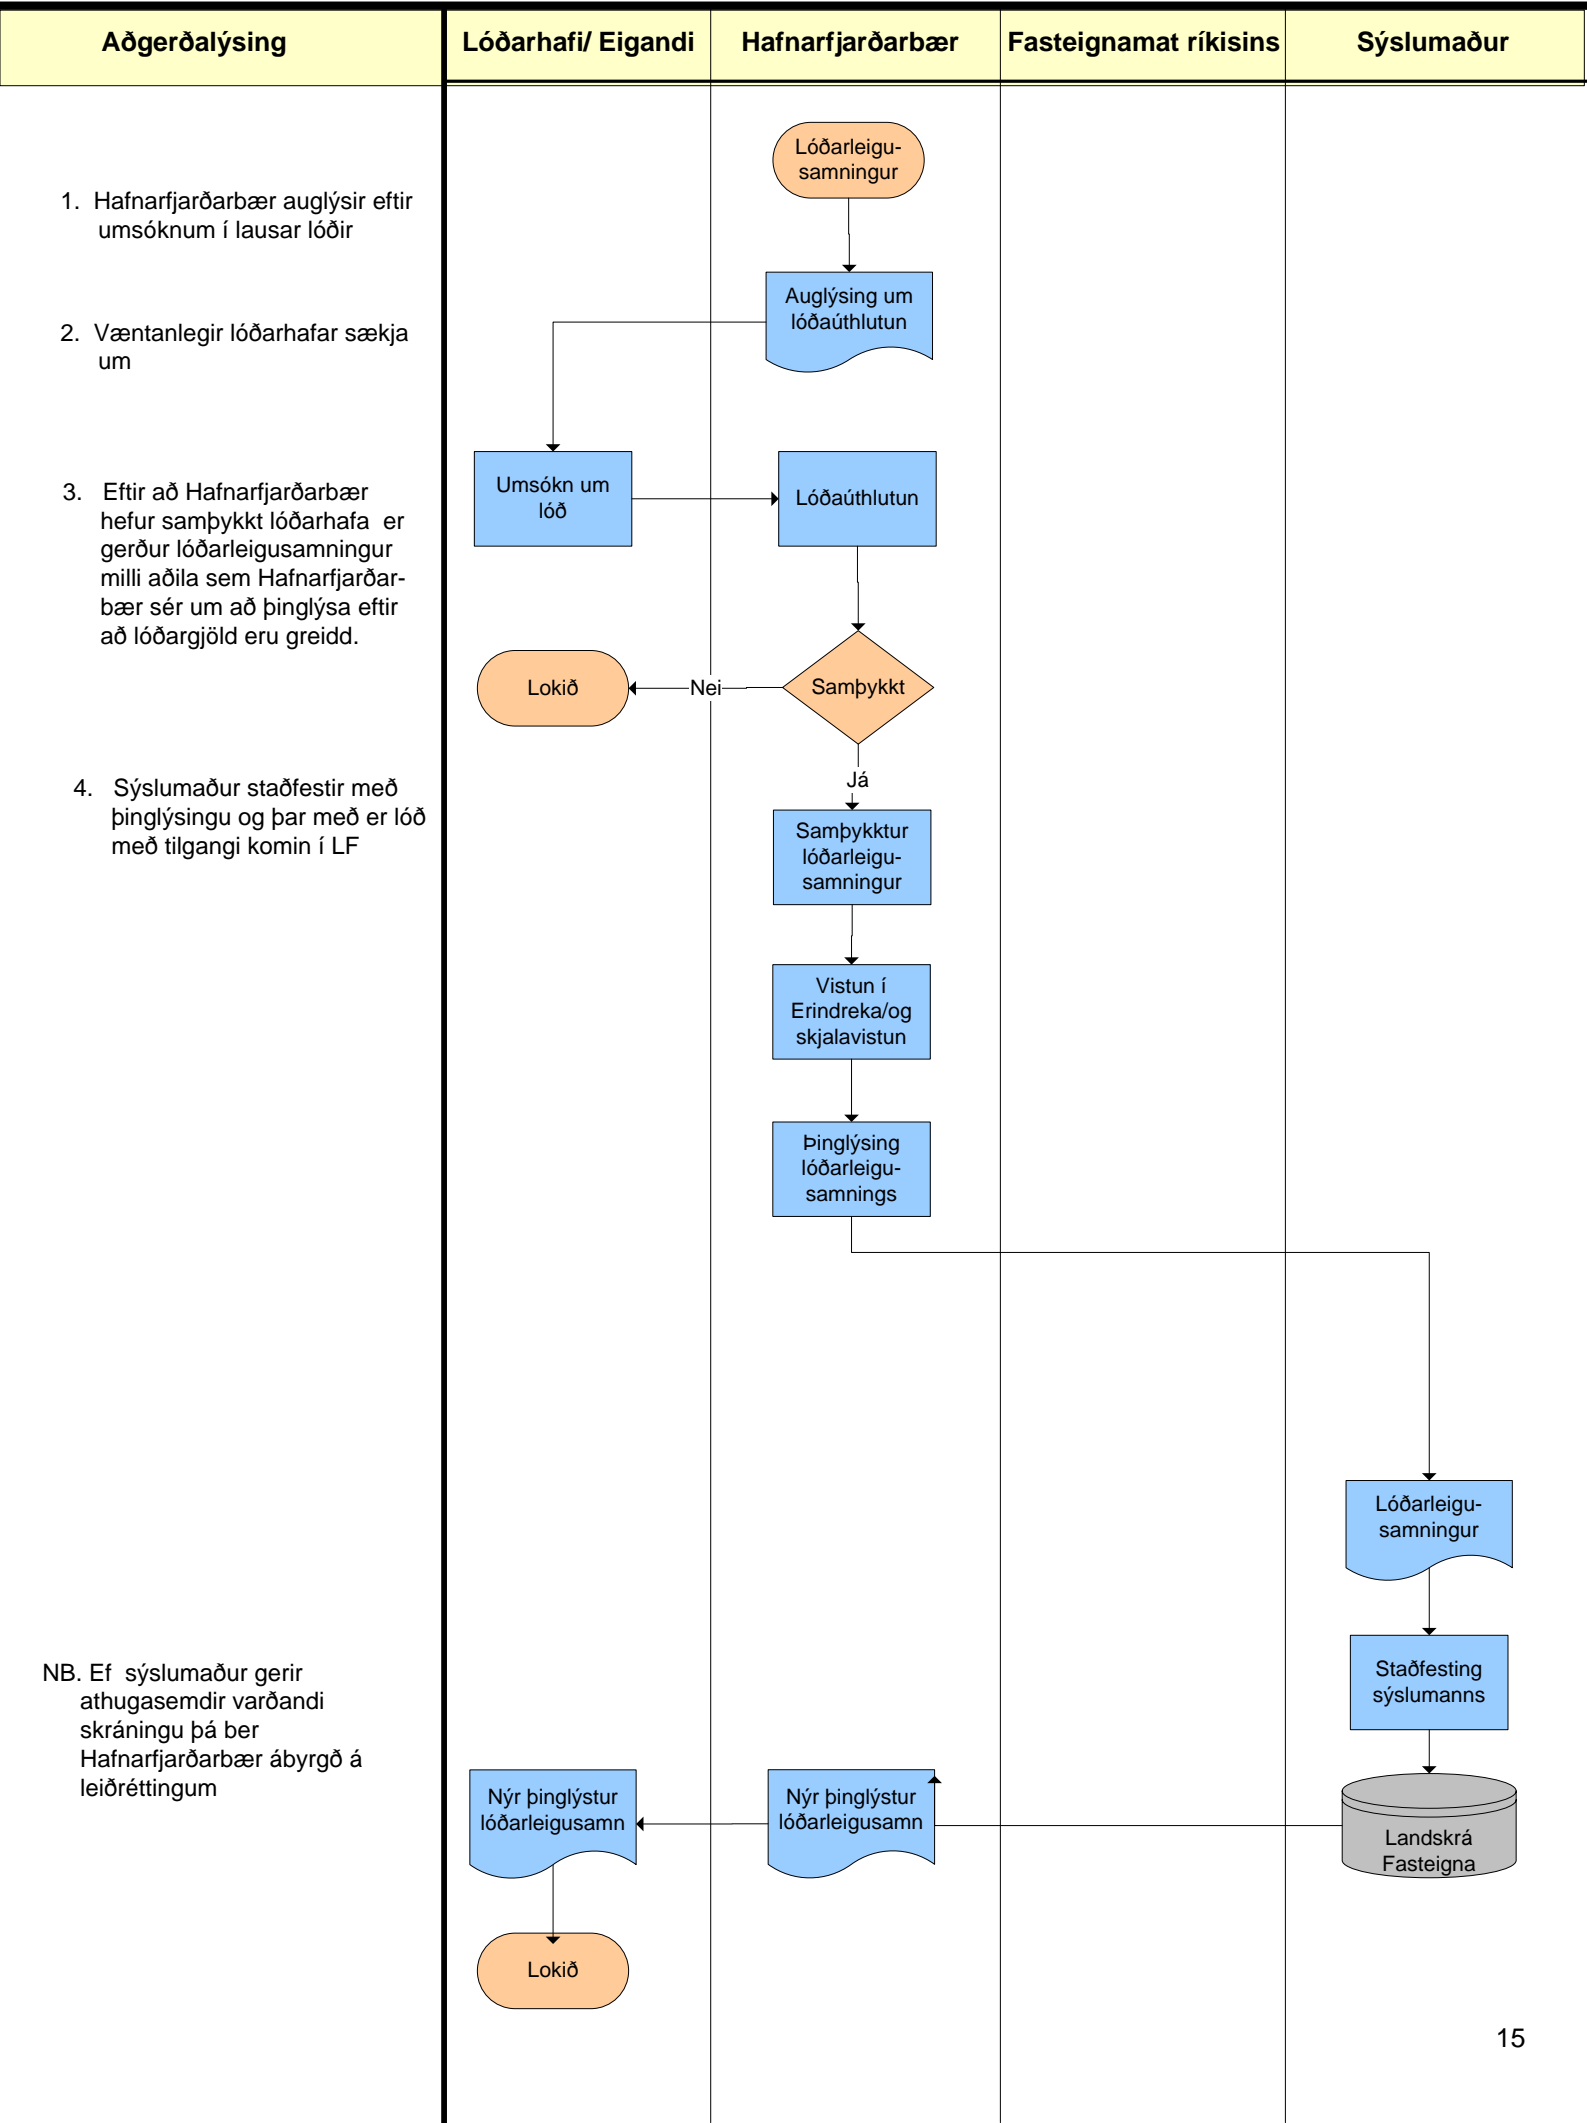 Aðgerðalýsing
Lóðarhafi/ Eigandi
Hafnarfjarðarbær
Fasteignamat ríkisins
Sýslumaður
1. Hafnarfjarðarbær auglýsir eftir
umsóknum í lausar lóðir
2. Væntanlegir lóðarhafar sækja
um
3. Eftir að Hafnarfjarðarbær
hefur samþykkt lóðarhafa er
gerður lóðarleigusamningur
milli aðila sem Hafnarfjarðar-
bær sér um að þinglýsa eftir
að lóðargjöld eru greidd.
4. Sýslumaður staðfestir með
þinglýsingu og þar með er lóð
með tilgangi komin í LF
NB. Ef sýslumaður gerir
athugasemdir varðandi
skráningu þá ber
Hafnarfjarðarbær ábyrgð á
leiðréttingum
Lóðarleigu-
samningur
Auglýsing um
lóðaúthlutun
Umsókn um
lóð
Lóðaúthlutun
Lokið
Nei
Samþykkt
Já
Samþykktur
lóðarleigu-
samningur
Vistun í
Erindreka/og
skjalavistun
Þinglýsing
lóðarleigu-
samnings
Lóðarleigu-
samningur
Staðfesting
sýslumanns
Landskrá
Fasteigna
Nýr þinglýstur
lóðarleigusamn
Nýr þinglýstur
lóðarleigusamn
Lokið
15